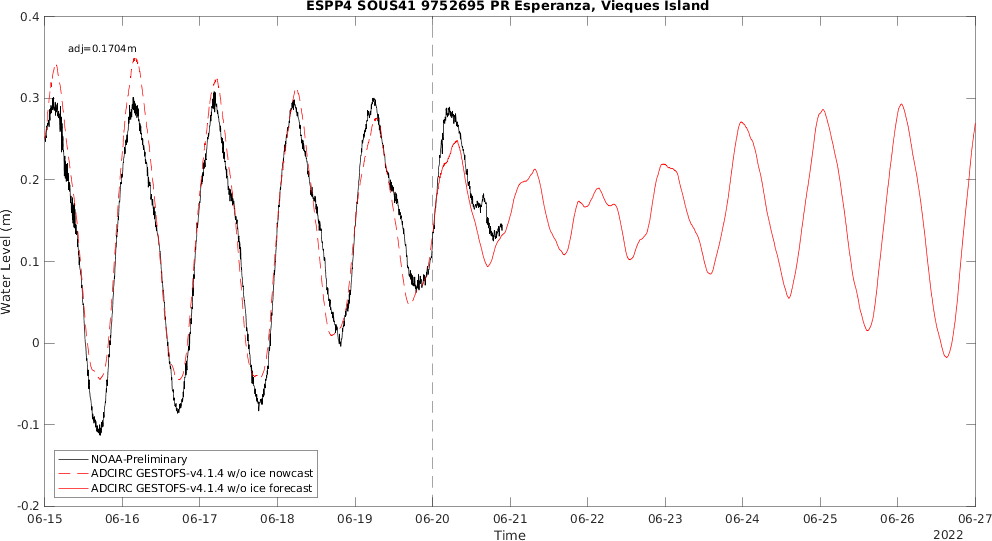 ESPP4 SOUS41 9752695 PR Esperanza, Vieques Island
0.4
adj=0.1704m
0.3
0.2
0.1
0
-0.1
-0.2
Water Level (m)
NOAA-Preliminary
ADCIRC GESTOFS-v4.1.4 w/o ice nowcast
ADCIRC GESTOFS-v4.1.4 w/o ice forecast
06-15 06-16 06-17 06-18 06-19 06-20 06-21 06-22 06-23 06-24 06-25 06-26 06-27
Time
2022